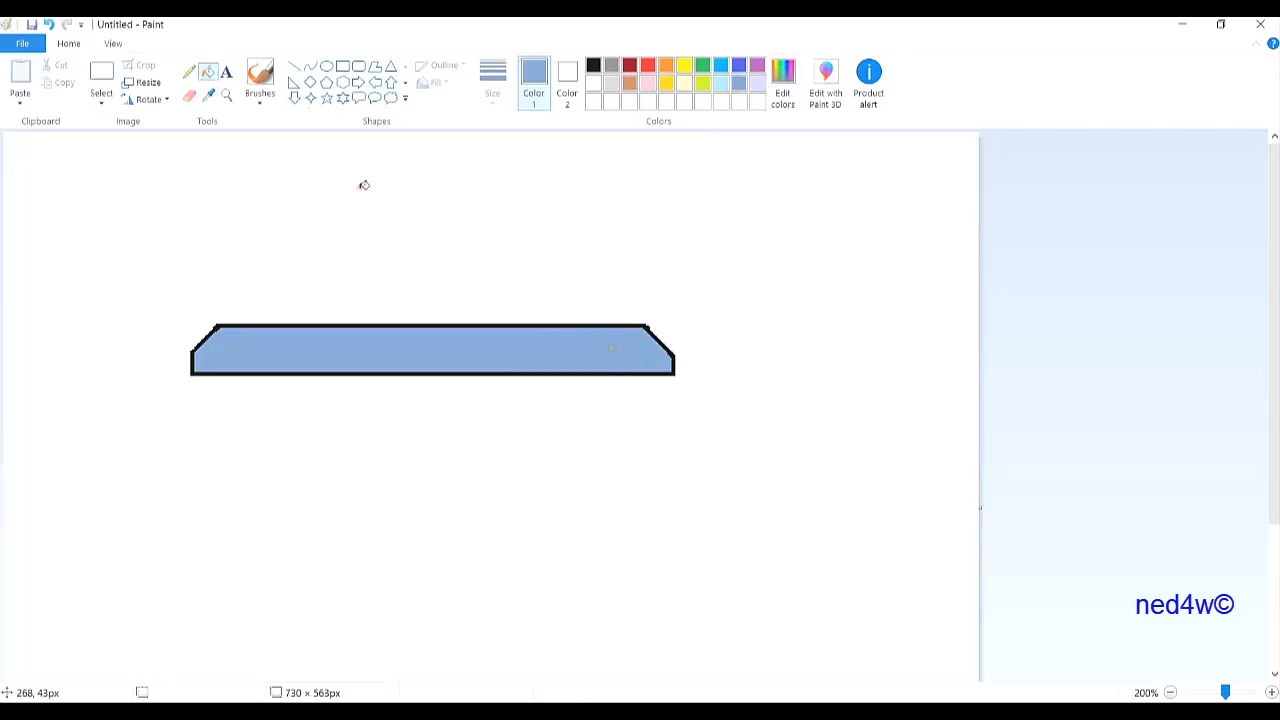 Untitled - Paint
File Home View
Paste
Cut
Copy
Clipboard
Select
Crop
Resize
Rotate
Image
A
Tools
Brushes
Outline
Fill
Shapes
Size
Color 1
Color 2
Edit colors
Colors
Edit with Paint 3D
Product alert
ned4w©
268, 43px
730 × 563px
200%